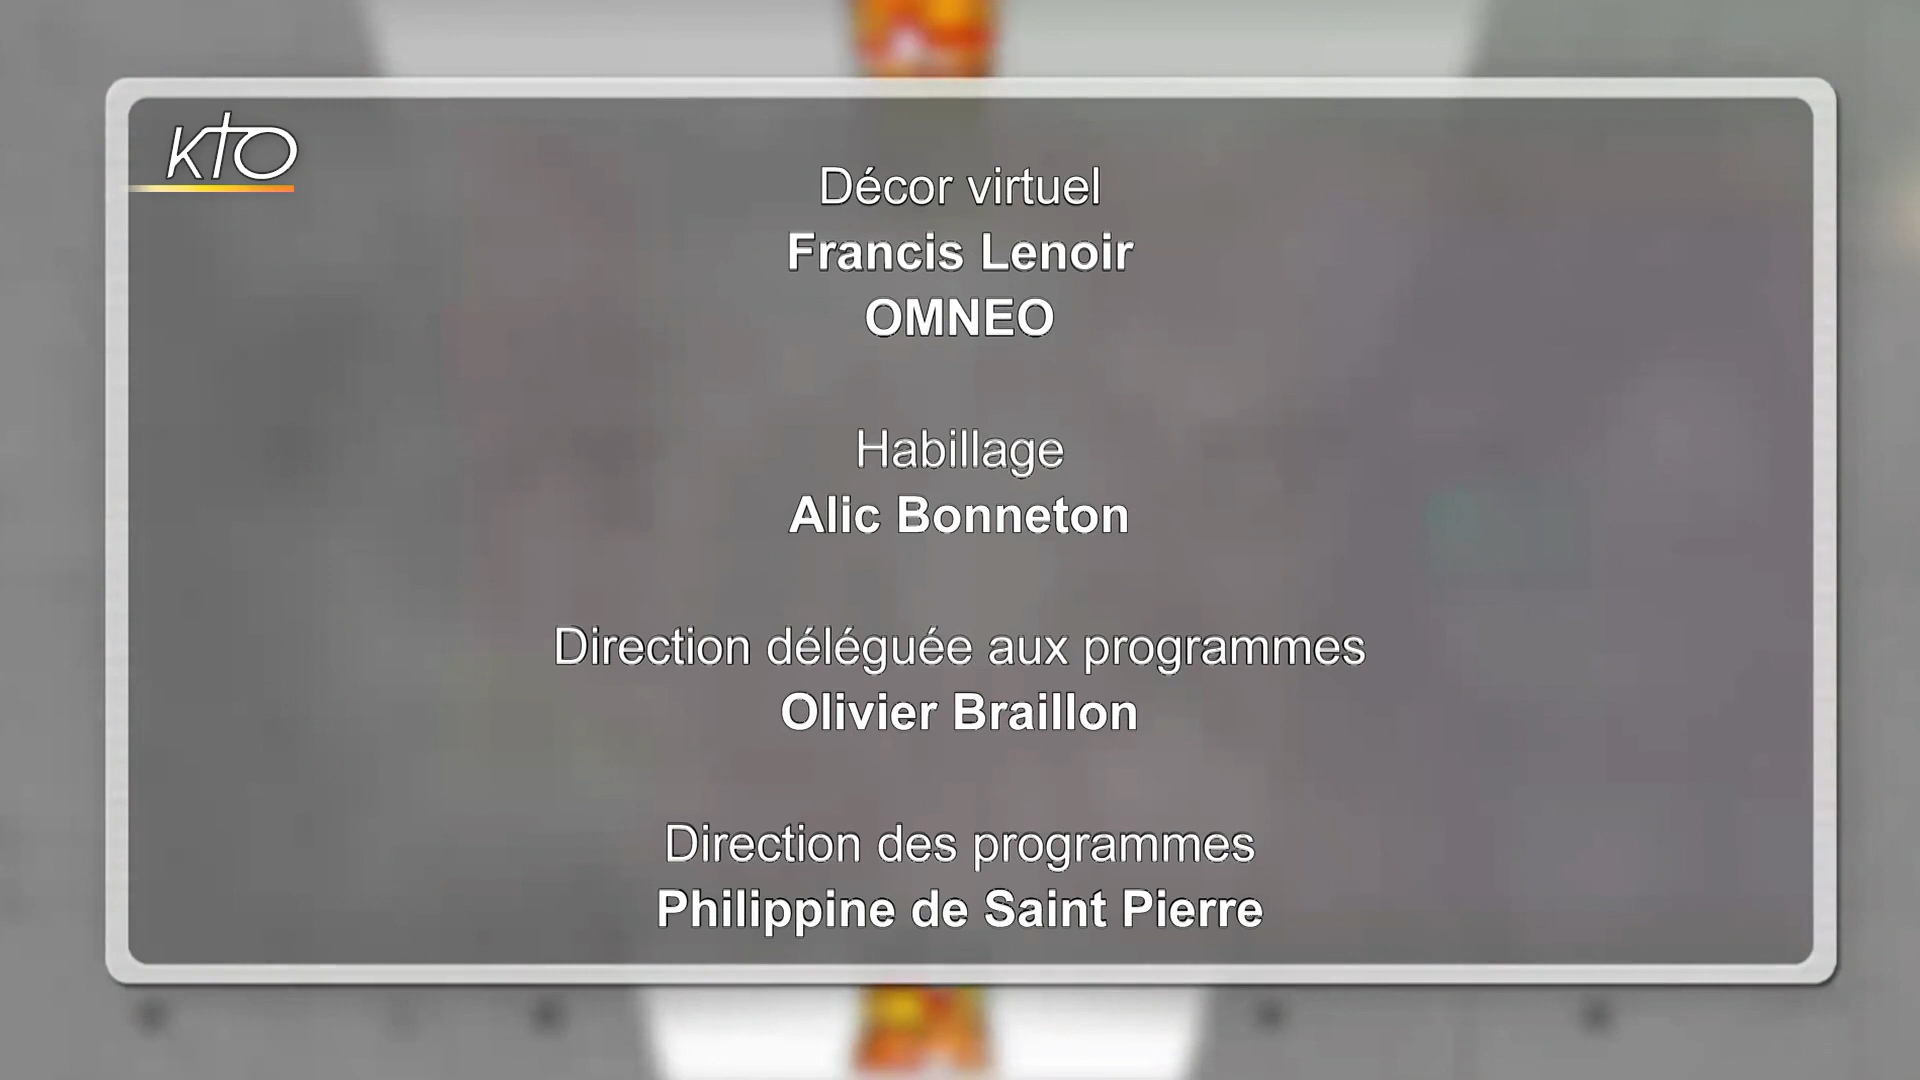 KTO
Décor virtuel
Francis Lenoir
OMNEO
Habillage
Alic Bonneton
Direction déléguée aux programmes
Olivier Braillon
Direction des programmes
Philippine de Saint Pierre